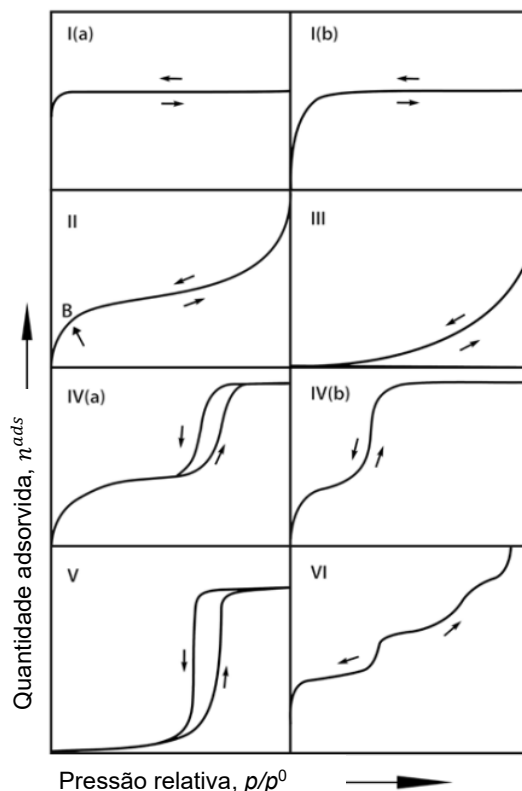 I(a)
I(b)
II
III
B
IV(a)
IV(b)
V
VI
Quantidade adsorvida, n^ads
Pressão relativa, p/p^0